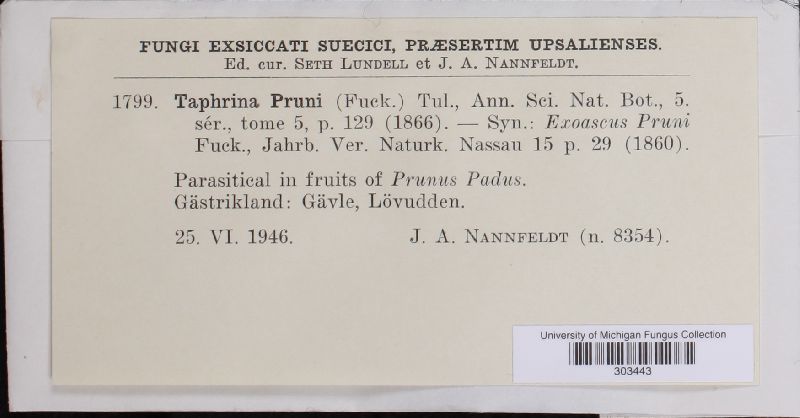 FUNGI EXSICCATI SUECICI, PRÆSERTIM UPSALIENSES.
Ed. cur. SETH LUNDELL et J. A. NANNFELDT.
1799. Taphrina Pruni (Fuck.) Tul., Ann. Sci. Nat. Bot., 5.
sér., tome 5, p. 129 (1866). — Syn.: Exoascus Pruni
Fuck., Jahrb. Ver. Naturk. Nassau 15 p. 29 (1860).
Parasitical in fruits of Prunus Padus.
Gästrikland: Gävle, Lövudden.
25. VI. 1946. J. A. NANNFELDT (n. 8354).
University of Michigan Fungus Collection
303443